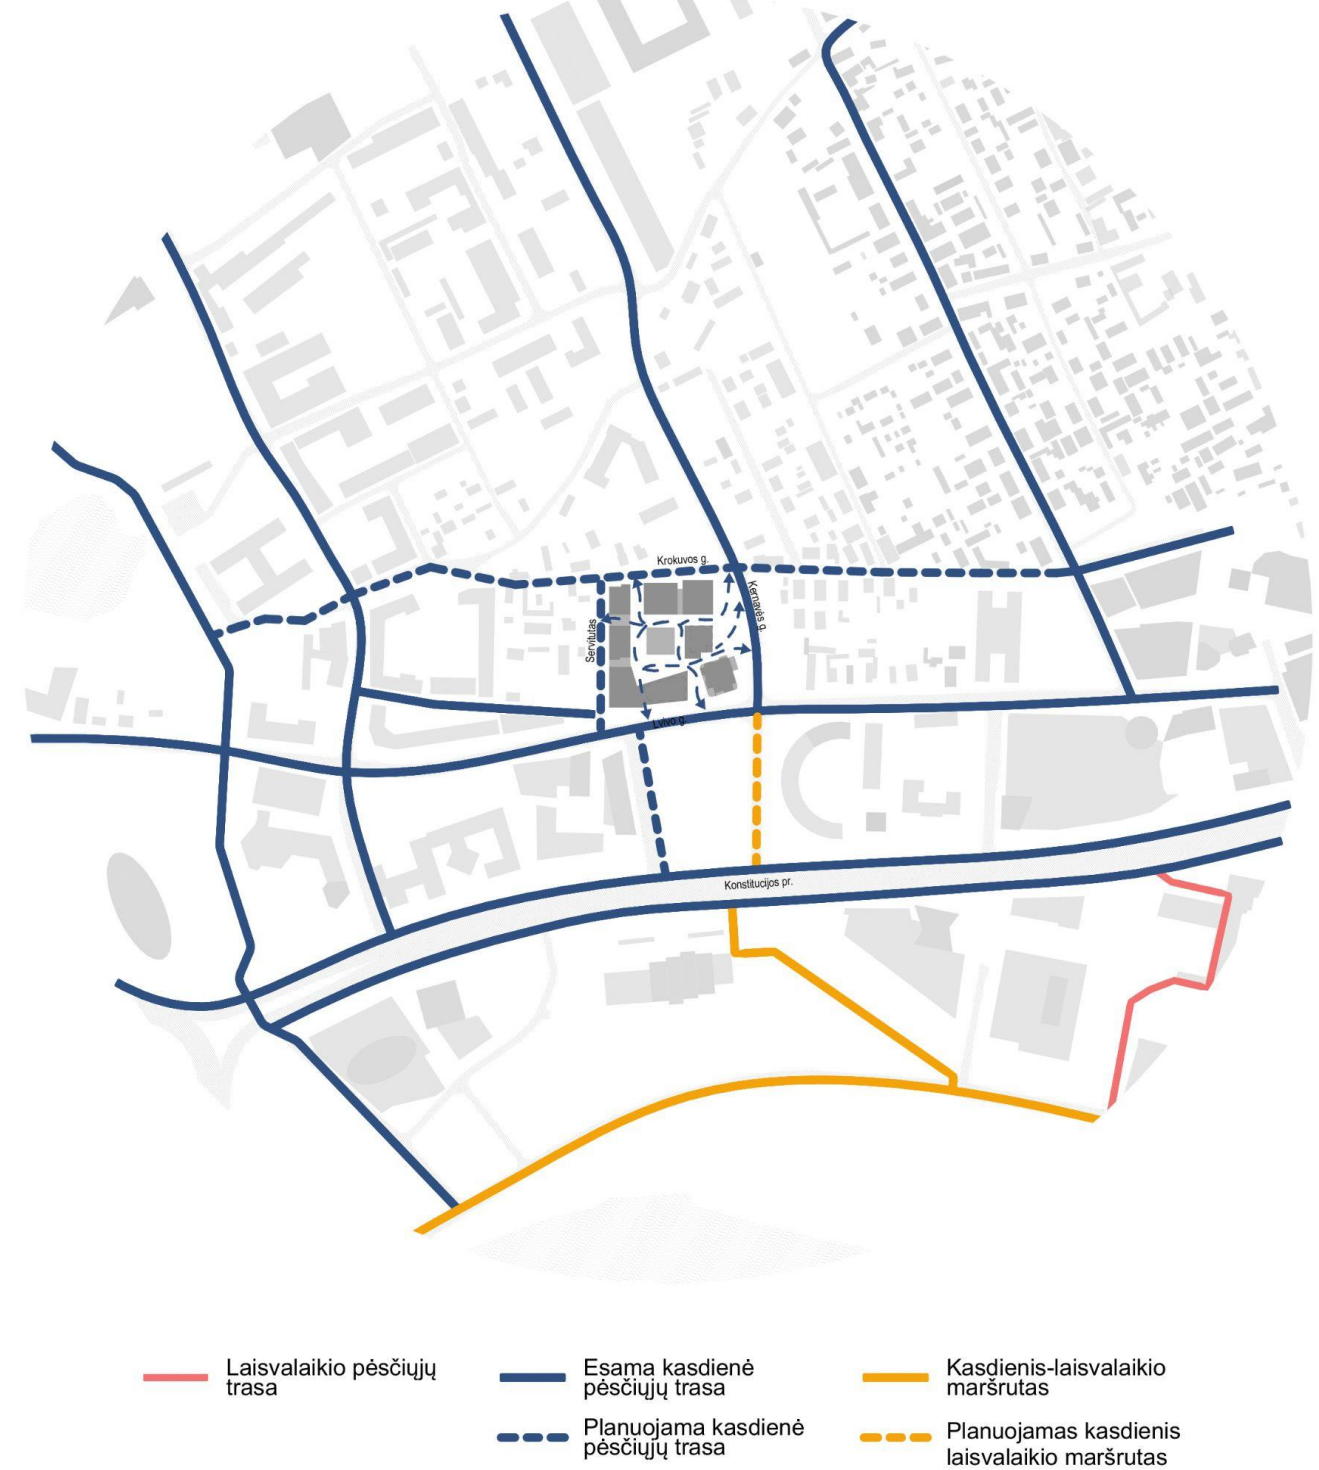 Krokuvos g.
Kernavės g.
Servitutas
Lvivo g.
Konstitucijos pr.
Laisvalaikio pėsčiųjų
trasa
Esama kasdienė
pėsčiųjų trasa
Kasdienis-laisvalaikio
maršrutas
Planuojama kasdienė
pėsčiųjų trasa
Planuojamas kasdienis
laisvalaikio maršrutas